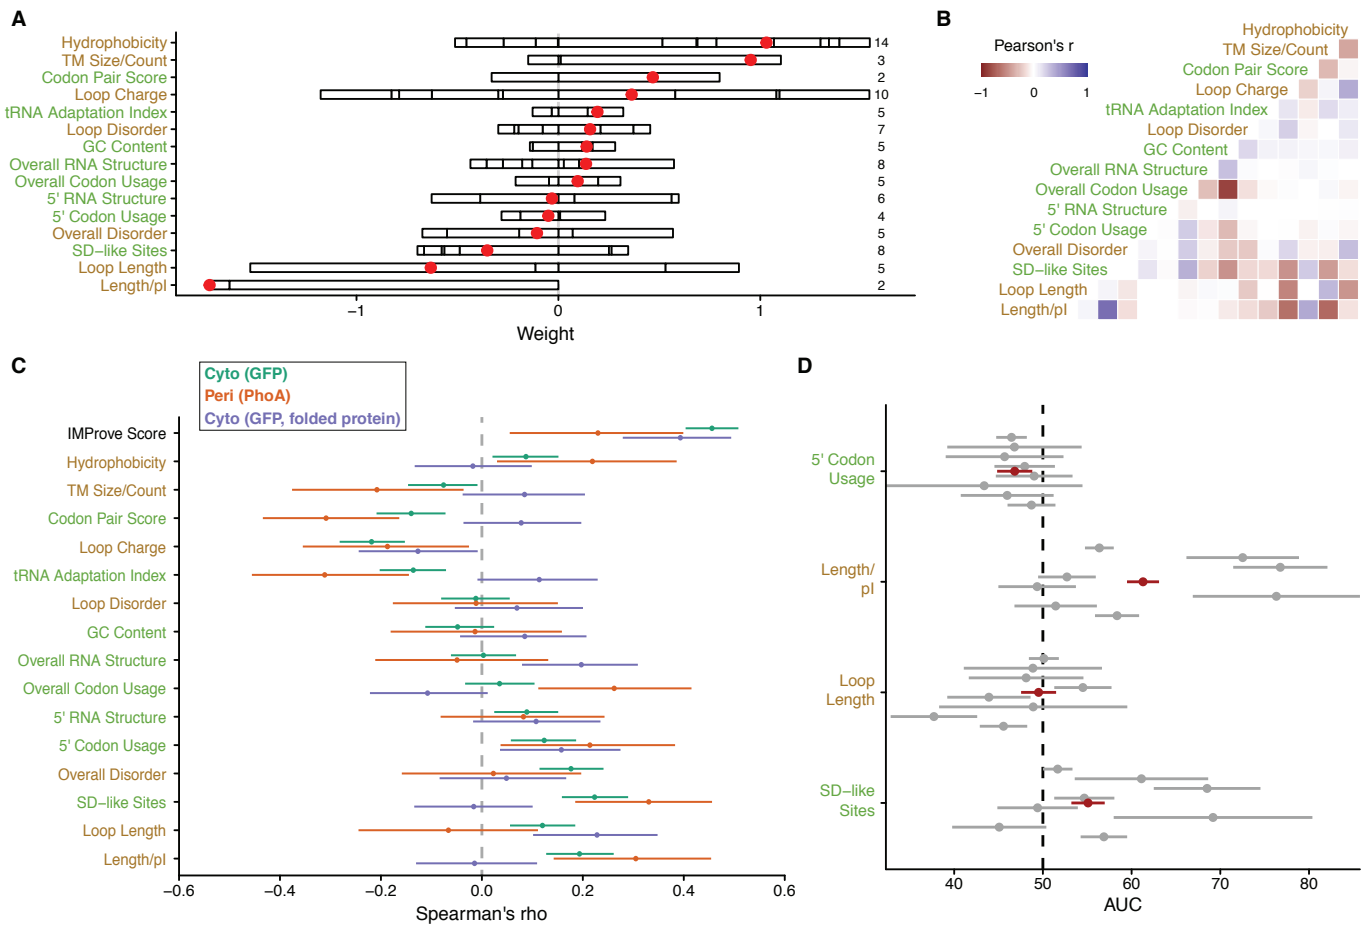 A
Hydrophobicity 14
TM Size/Count 3
Codon Pair Score 2
Loop Charge 10
tRNA Adaptation Index 5
Loop Disorder 7
GC Content 5
Overall RNA Structure 8
Overall Codon Usage 5
5' RNA Structure 6
5' Codon Usage 4
Overall Disorder 5
SD−like Sites 8
Loop Length 5
Length/pI 2
−1 0 1
Weight
B
Pearson's r
−1 0 1
Hydrophobicity
TM Size/Count
Codon Pair Score
Loop Charge
tRNA Adaptation Index
Loop Disorder
GC Content
Overall RNA Structure
Overall Codon Usage
5' RNA Structure
5' Codon Usage
Overall Disorder
SD−like Sites
Loop Length
Length/pI
C
Cyto (GFP)
Peri (PhoA)
Cyto (GFP, folded protein)
IMProve Score
Hydrophobicity
TM Size/Count
Codon Pair Score
Loop Charge
tRNA Adaptation Index
Loop Disorder
GC Content
Overall RNA Structure
Overall Codon Usage
5' RNA Structure
5' Codon Usage
Overall Disorder
SD−like Sites
Loop Length
Length/pI
−0.6 −0.4 −0.2 0.0 0.2 0.4 0.6
Spearman's rho
D
5' Codon
Usage
Length/
pI
Loop
Length
SD−like
Sites
40 50 60 70 80
AUC